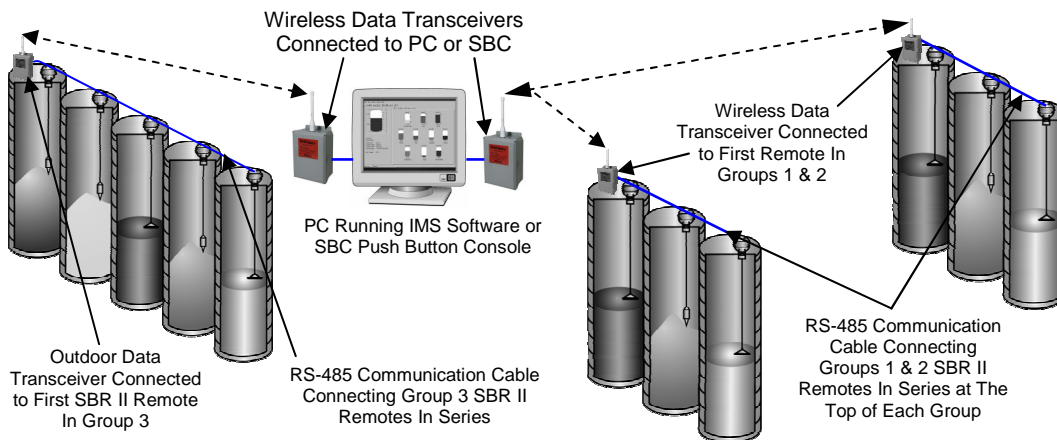 Wireless Data Transceivers
Connected to PC or SBC
PC Running IMS Software or
SBC Push Button Console
Wireless Data
Transceiver Connected
to First Remote In
Groups 1 & 2
Outdoor Data
Transceiver Connected
to First SBR II Remote
In Group 3
RS-485 Communication Cable
Connecting Group 3 SBR II
Remotes In Series
RS-485 Communication
Cable Connecting
Groups 1 & 2 SBR II
Remotes In Series at The
Top of Each Group